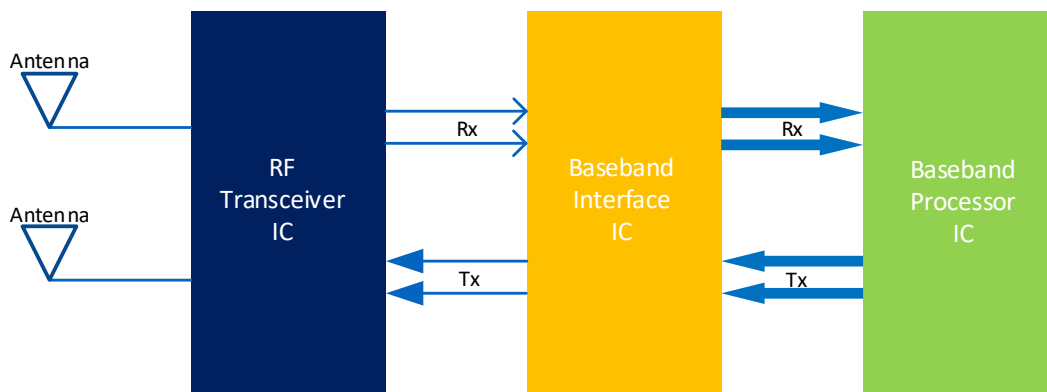 Antenna
Antenna
RF
Transceiver
IC
Rx
Tx
Baseband
Interface
IC
Rx
Tx
Baseband
Processor
IC